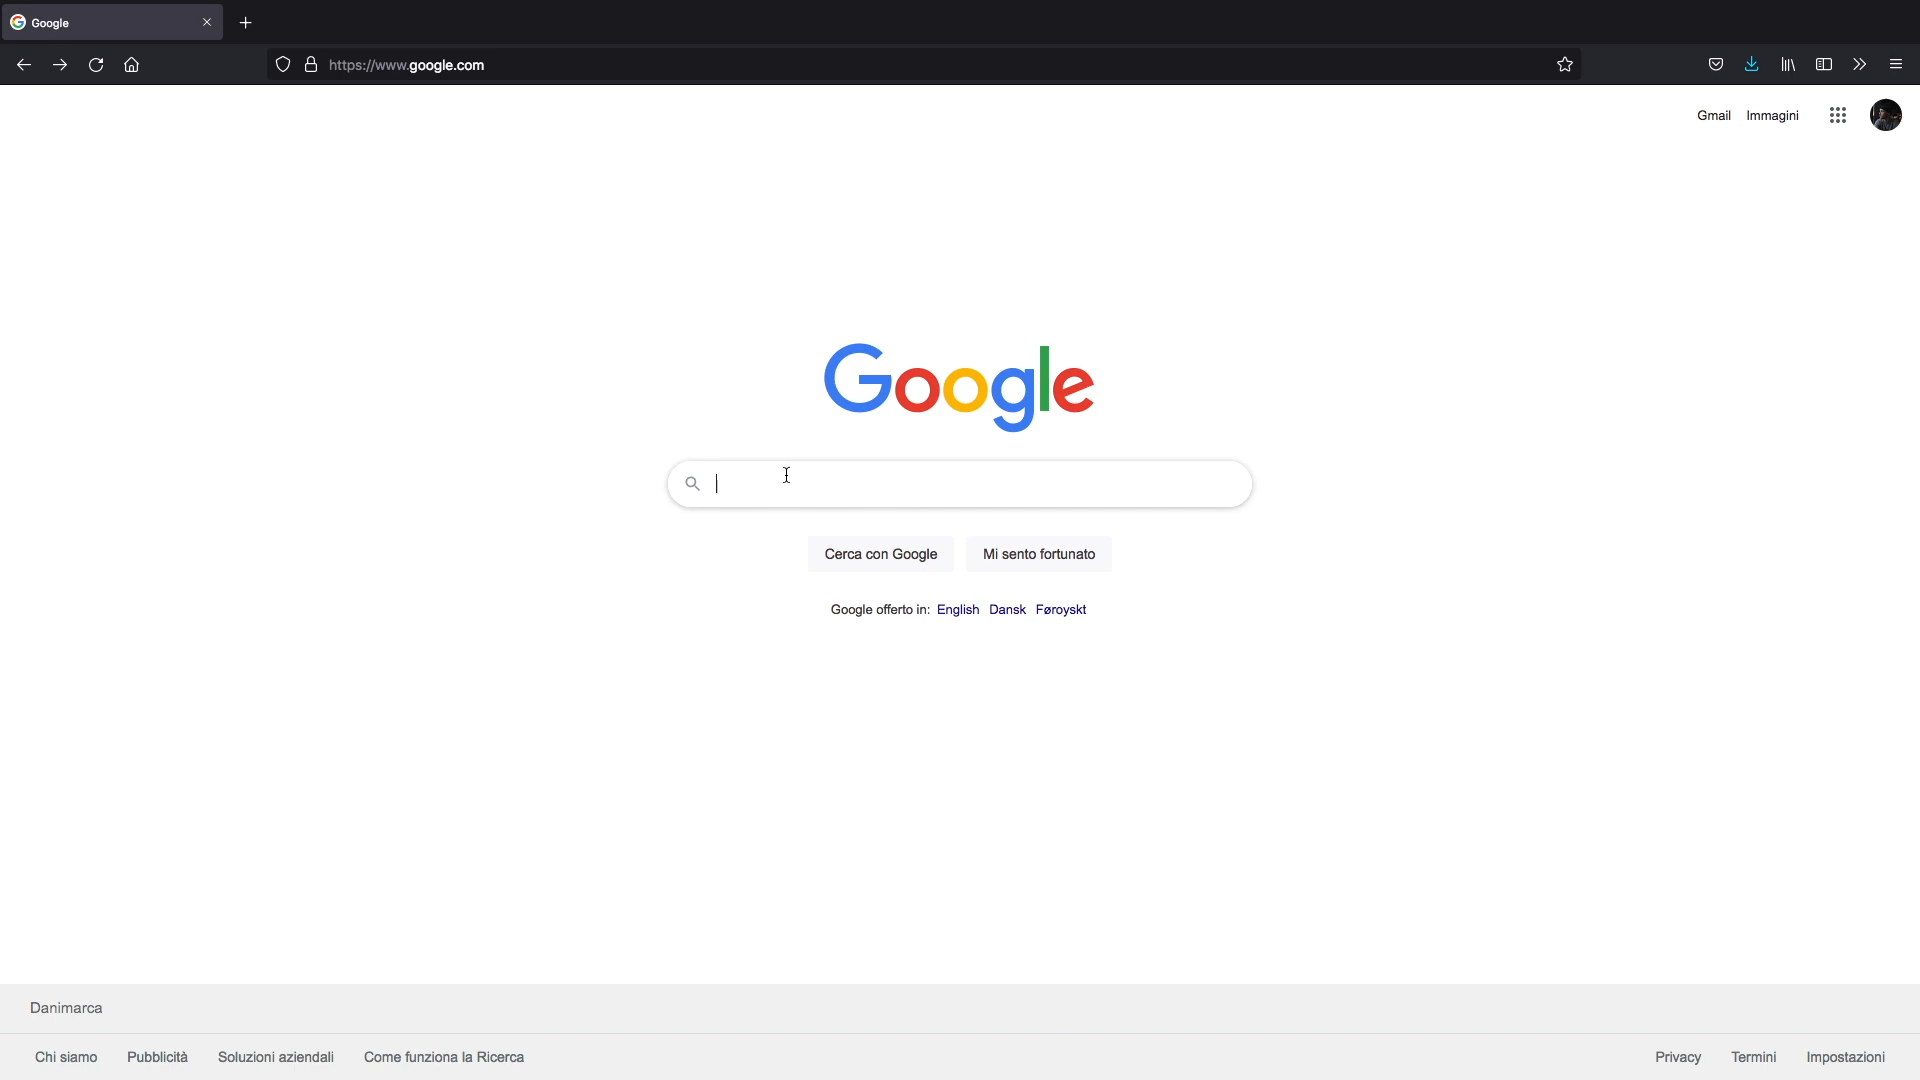 Google
https://www.google.com
Gmail Immagini
Google
Cerca con Google Mi sento fortunato
Google offerto in: English Dansk Føroyskt
Danimarca
Chi siamo Pubblicità Soluzioni aziendali Come funziona la Ricerca Privacy Termini Impostazioni